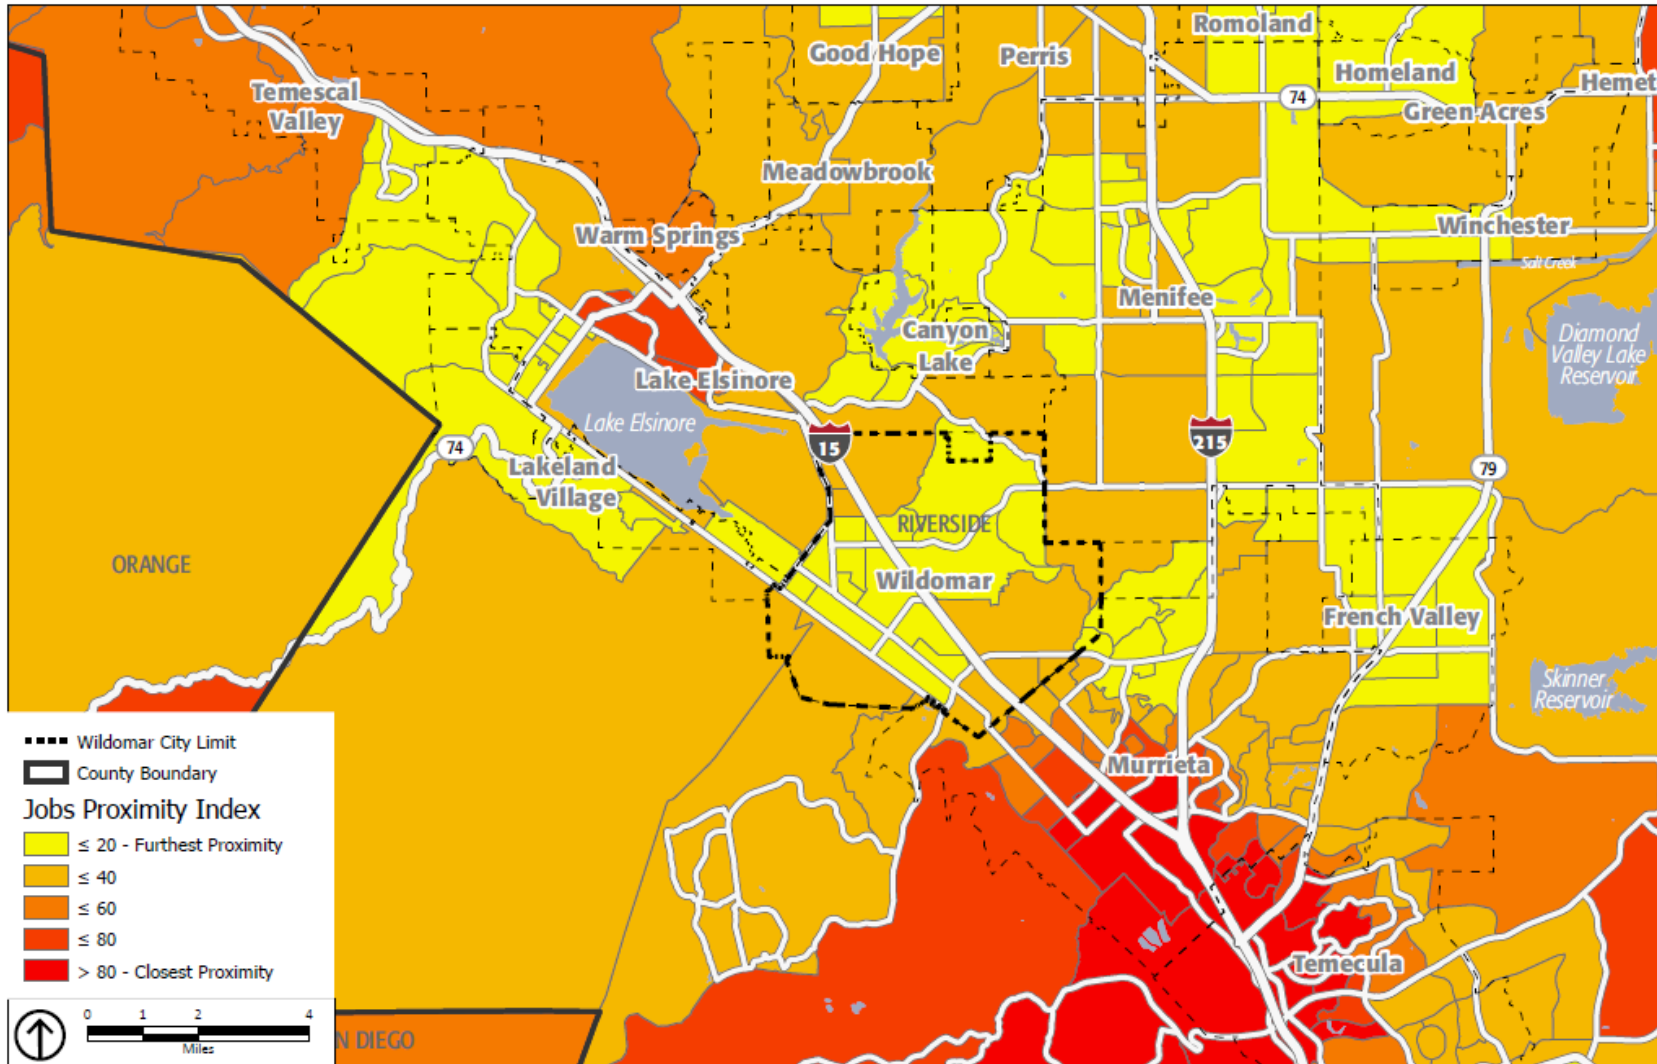 Romoland
Good Hope
Perris
Homeland
Hemet
Temescal
Valley
74
Green Acres
Meadowbrook
Winchester
Warm Springs
Salt Creek
Menifee
Canyon
Lake
Diamond
Valley Lake
Reservoir
Lake Elsinore
Lake Elsinore
74
15
215
79
Lakeland
Village
RIVERSIDE
ORANGE
Wildomar
French Valley
Skinner
Reservoir
Murrieta
Temecula
Wildomar City Limit
County Boundary
Jobs Proximity Index
≤ 20 - Furthest Proximity
≤ 40
≤ 60
≤ 80
> 80 - Closest Proximity
0 1 2 4
Miles
N DIEGO